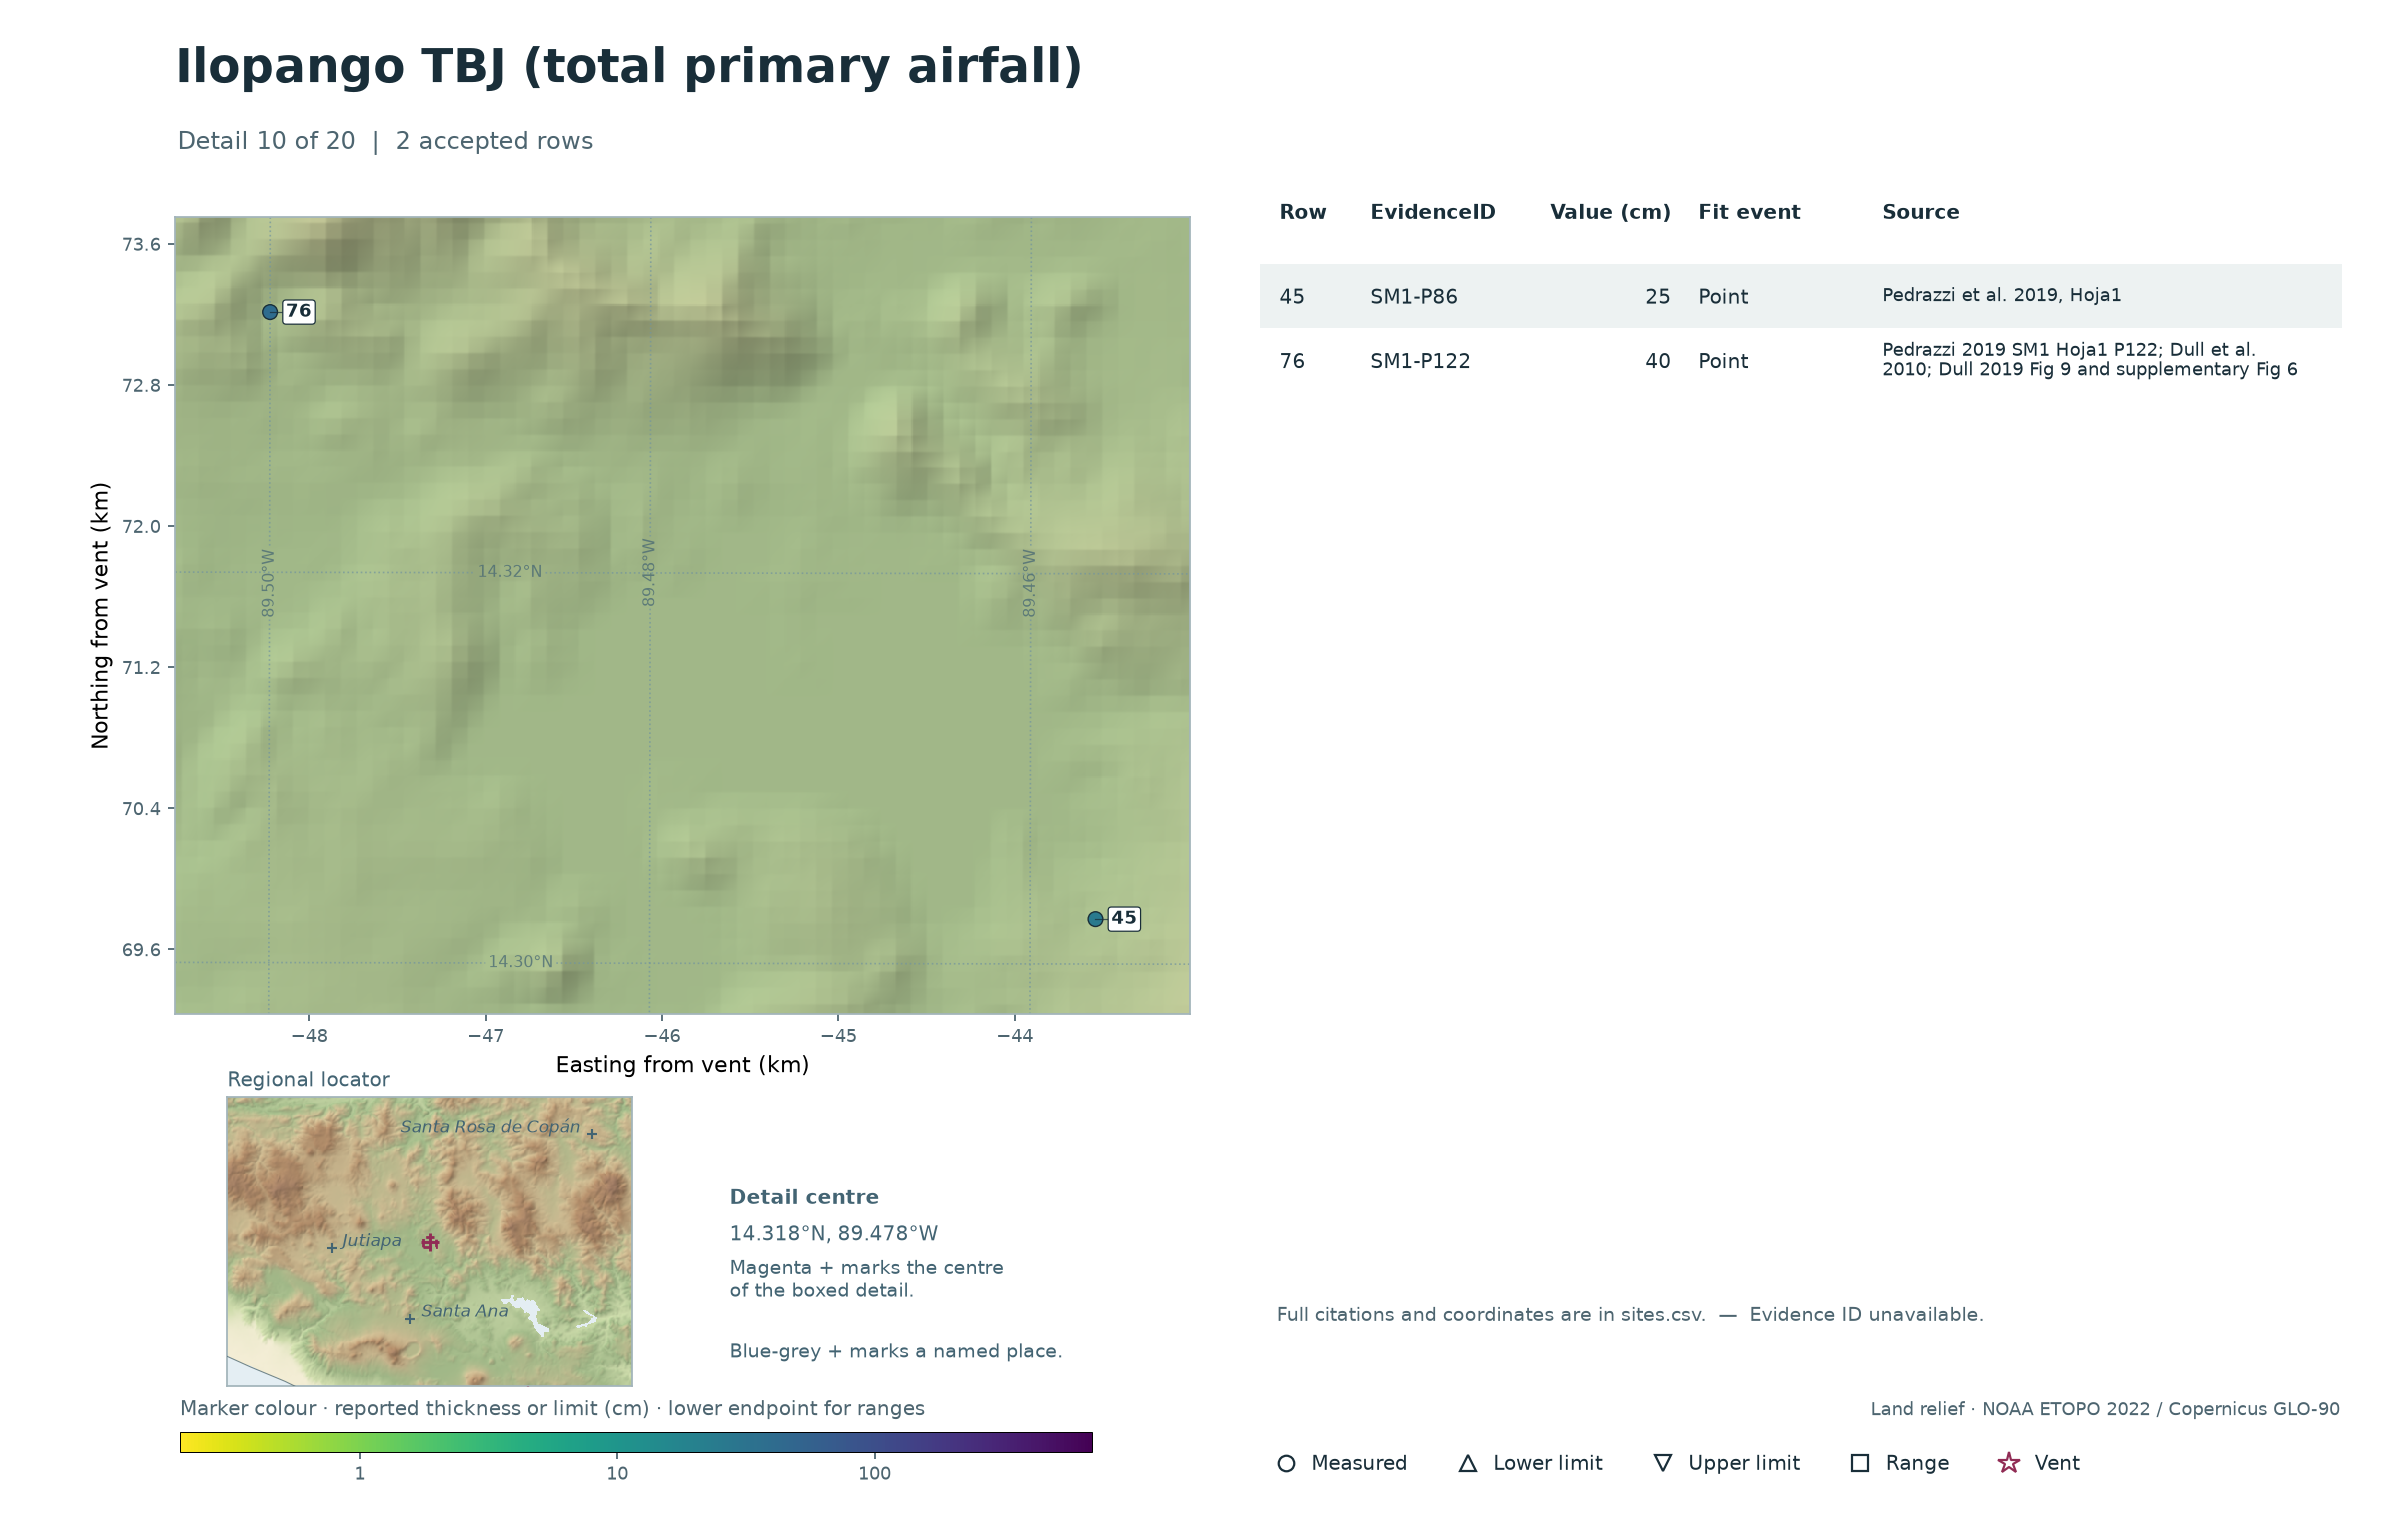 Ilopango TBJ (total primary airfall)
Detail 10 of 20 | 2 accepted rows
Row EvidenceID Value (cm) Fit event Source
45 SM1-P86 25 Point Pedrazzi et al. 2019, Hoja1
76 SM1-P122 40 Point Pedrazzi 2019 SM1 Hoja1 P122; Dull et al.
2010; Dull 2019 Fig 9 and supplementary Fig 6
Northing from vent (km)
73.6
72.8
72.0
71.2
70.4
69.6
76
45
89.50°W
89.48°W
89.46°W
14.32°N
14.30°N
−48 −47 −46 −45 −44
Easting from vent (km)
Regional locator
Santa Rosa de Copán
Jutiapa
Santa Ana
Detail centre
14.318°N, 89.478°W
Magenta + marks the centre
of the boxed detail.
Blue-grey + marks a named place.
Full citations and coordinates are in sites.csv. — Evidence ID unavailable.
Marker colour · reported thickness or limit (cm) · lower endpoint for ranges
1 10 100
Land relief · NOAA ETOPO 2022 / Copernicus GLO-90
Measured Lower limit Upper limit Range Vent